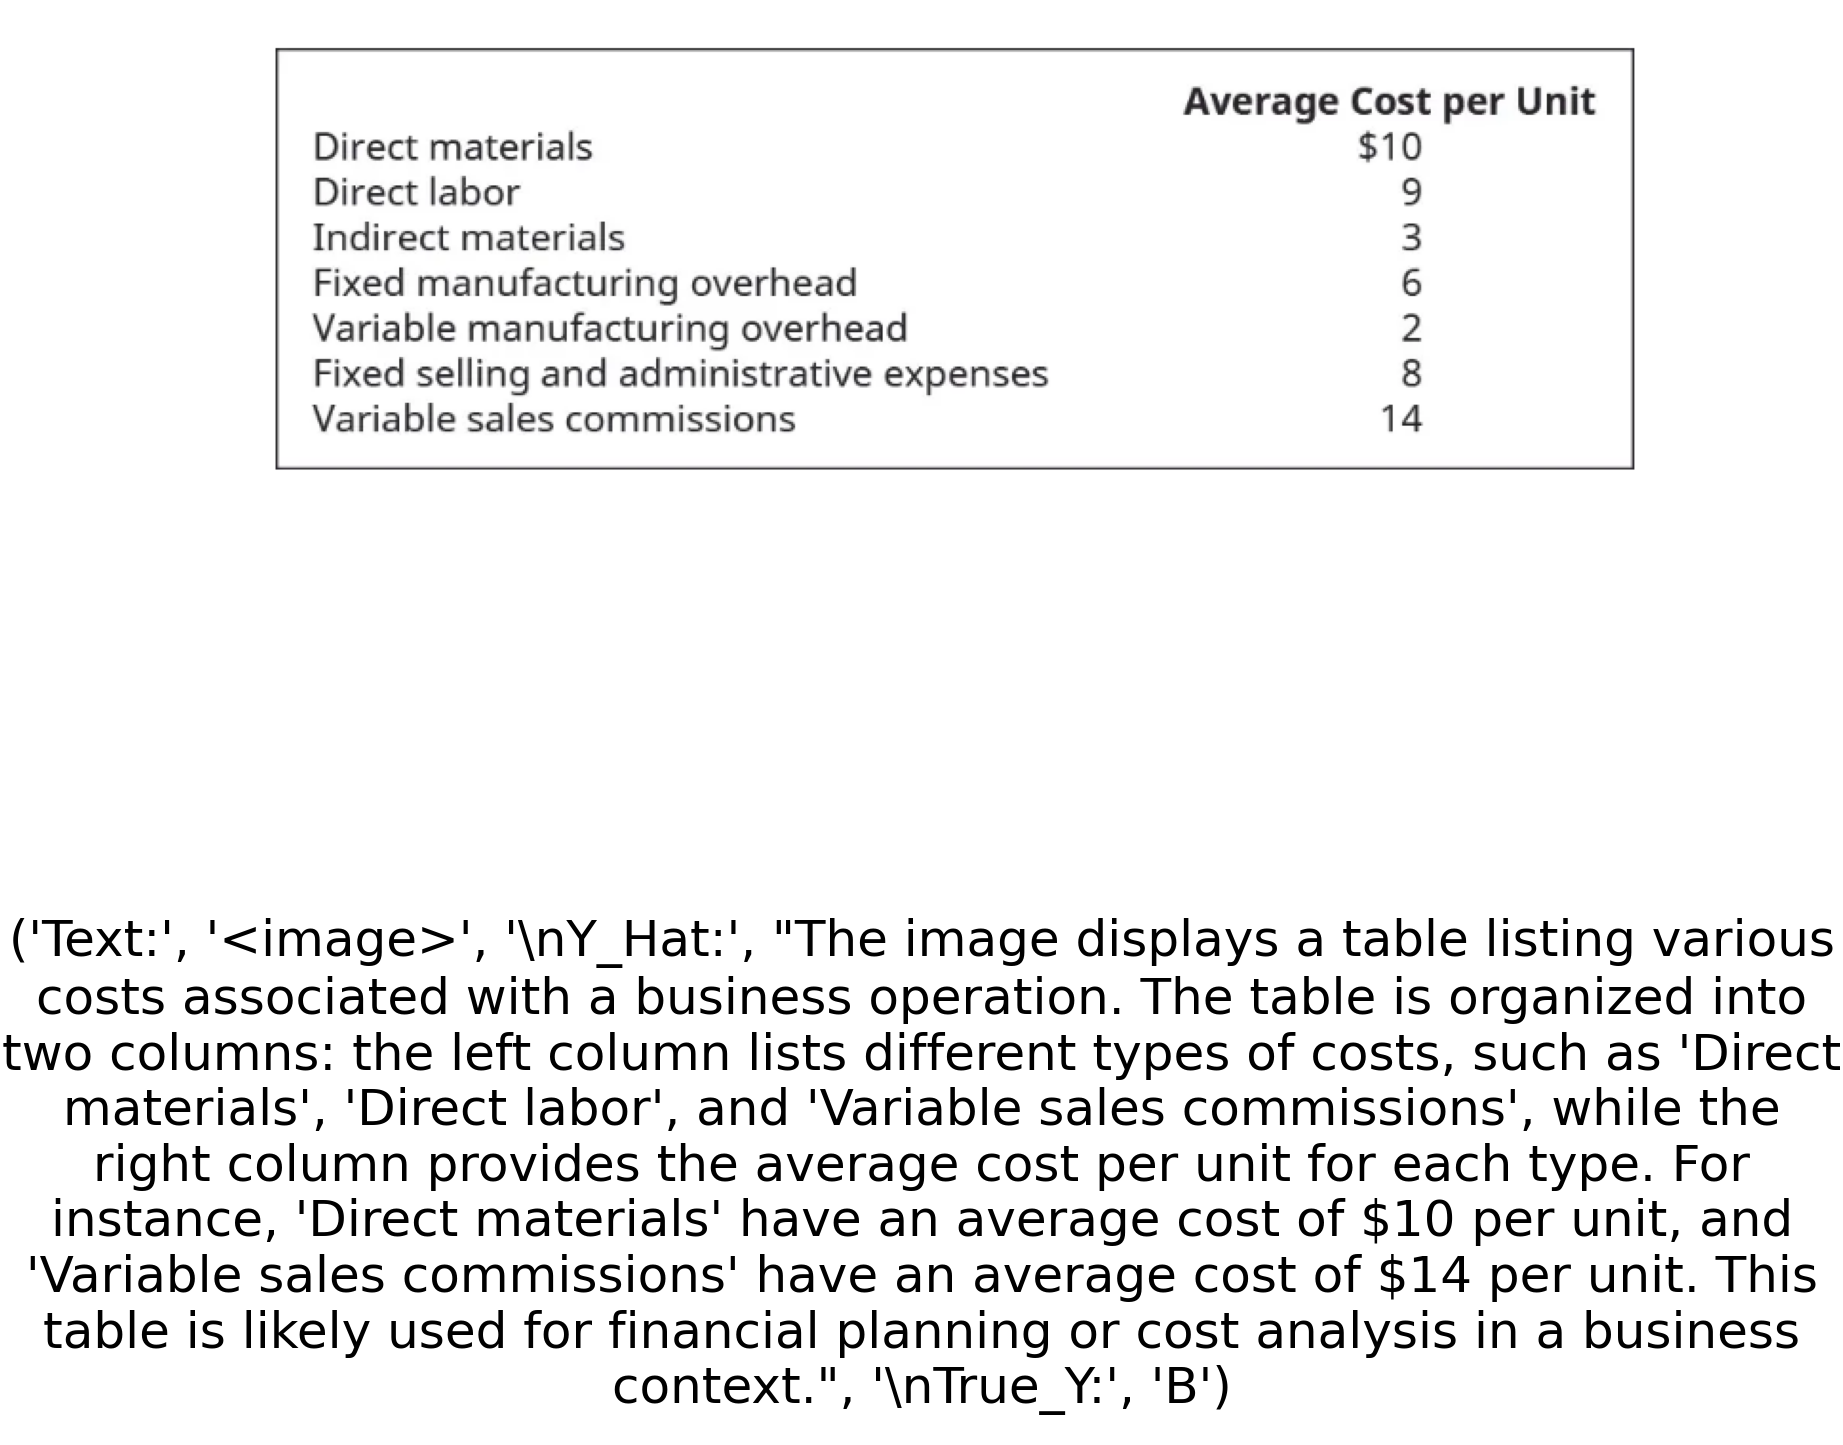 Average Cost per Unit
Direct materials $10
Direct labor 9
Indirect materials 3
Fixed manufacturing overhead 6
Variable manufacturing overhead 2
Fixed selling and administrative expenses 8
Variable sales commissions 14
('Text:', '<image>', '\nY_Hat:', "The image displays a table listing various
costs associated with a business operation. The table is organized into
two columns: the left column lists different types of costs, such as 'Direct
materials', 'Direct labor', and 'Variable sales commissions', while the
right column provides the average cost per unit for each type. For
instance, 'Direct materials' have an average cost of $10 per unit, and
'Variable sales commissions' have an average cost of $14 per unit. This
table is likely used for financial planning or cost analysis in a business
context.", '\nTrue_Y:', 'B')